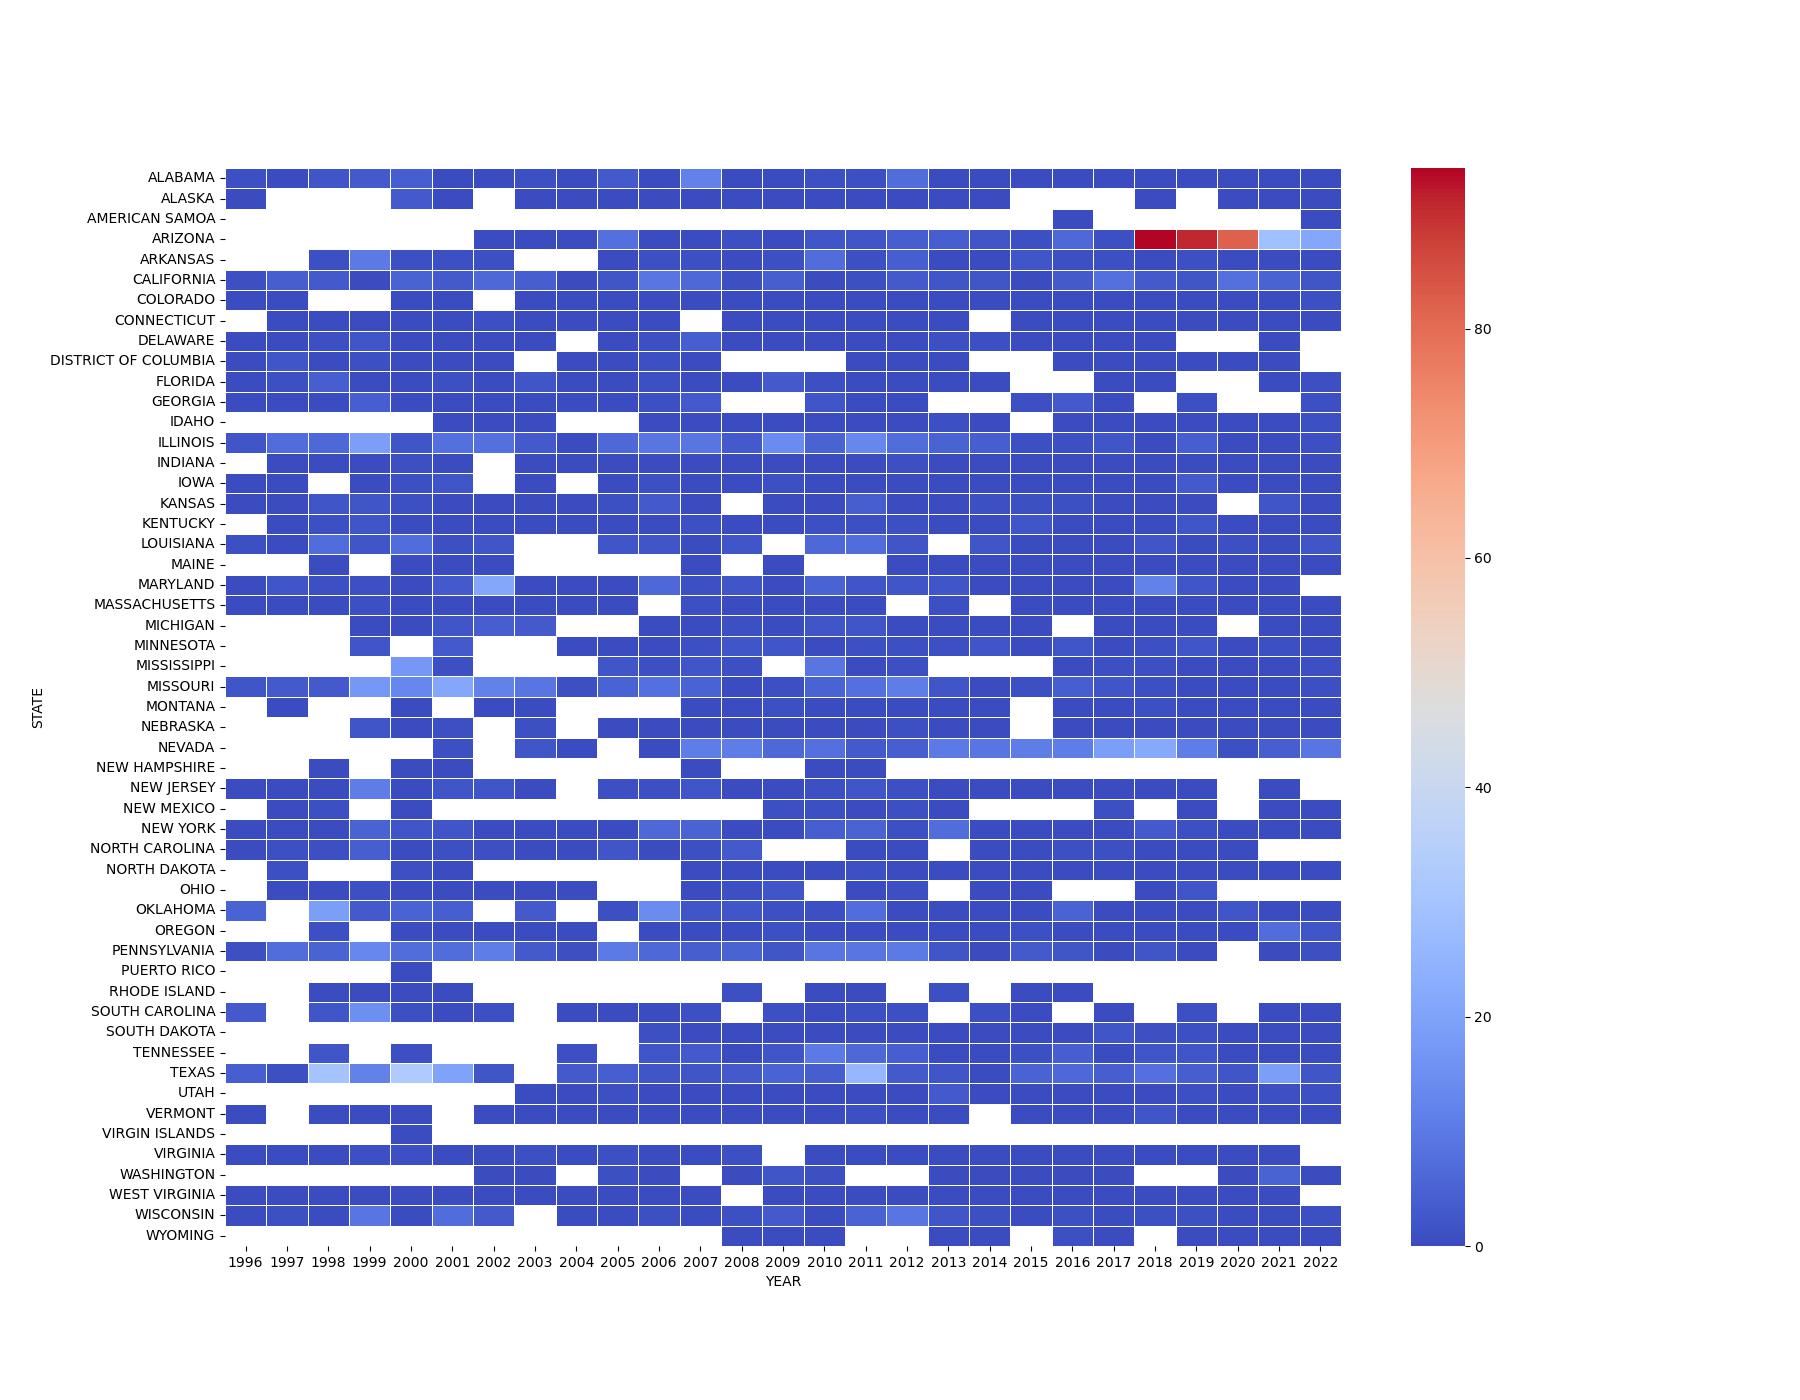 ALABAMA
ALASKA
AMERICAN SAMOA
ARIZONA
ARKANSAS
CALIFORNIA
COLORADO
CONNECTICUT
DELAWARE
DISTRICT OF COLUMBIA
FLORIDA
GEORGIA
IDAHO
ILLINOIS
INDIANA
IOWA
KANSAS
KENTUCKY
LOUISIANA
MAINE
MARYLAND
MASSACHUSETTS
MICHIGAN
MINNESOTA
MISSISSIPPI
MISSOURI
MONTANA
NEBRASKA
NEVADA
NEW HAMPSHIRE
NEW JERSEY
NEW MEXICO
NEW YORK
NORTH CAROLINA
NORTH DAKOTA
OHIO
OKLAHOMA
OREGON
PENNSYLVANIA
PUERTO RICO
RHODE ISLAND
SOUTH CAROLINA
SOUTH DAKOTA
TENNESSEE
TEXAS
UTAH
VERMONT
VIRGIN ISLANDS
VIRGINIA
WASHINGTON
WEST VIRGINIA
WISCONSIN
WYOMING
STATE
1996 1997 1998 1999 2000 2001 2002 2003 2004 2005 2006 2007 2008 2009 2010 2011 2012 2013 2014 2015 2016 2017 2018 2019 2020 2021 2022
YEAR
80
60
40
20
0